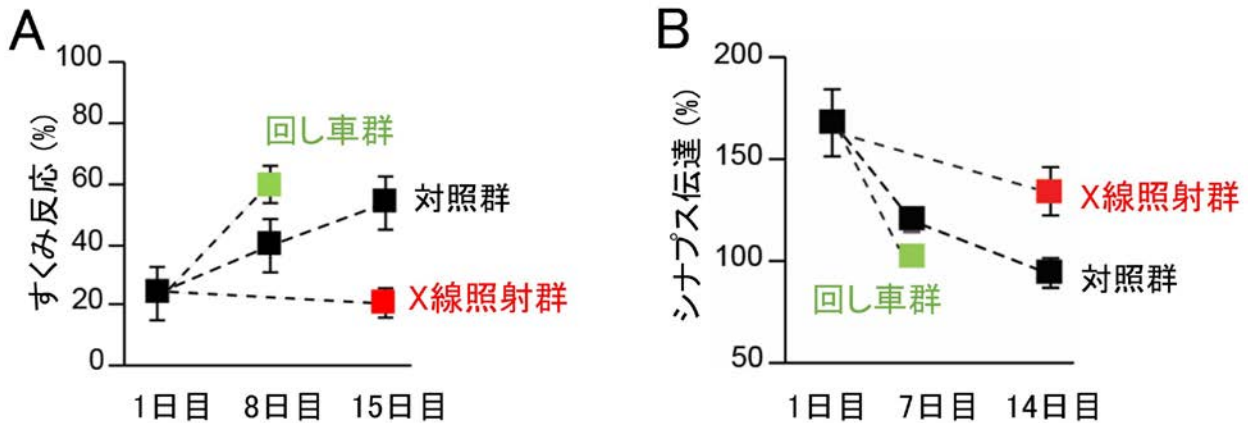 A
すくみ反応 (%)
100
80
60
40
20
0
回し車群
対照群
X線照射群
1日目 8日目 15日目
B
シナプス伝達 (%)
200
150
100
50
X線照射群
対照群
回し車群
1日目 7日目 14日目